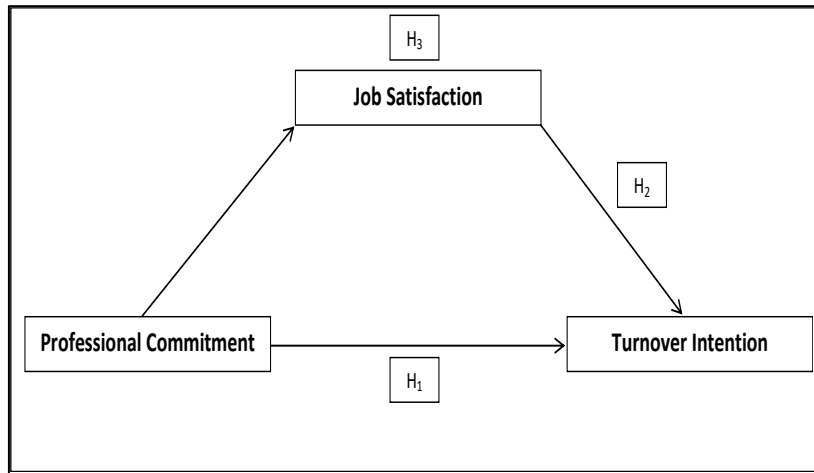 H₃
Job Satisfaction
H₂
Professional Commitment
Turnover Intention
H₁